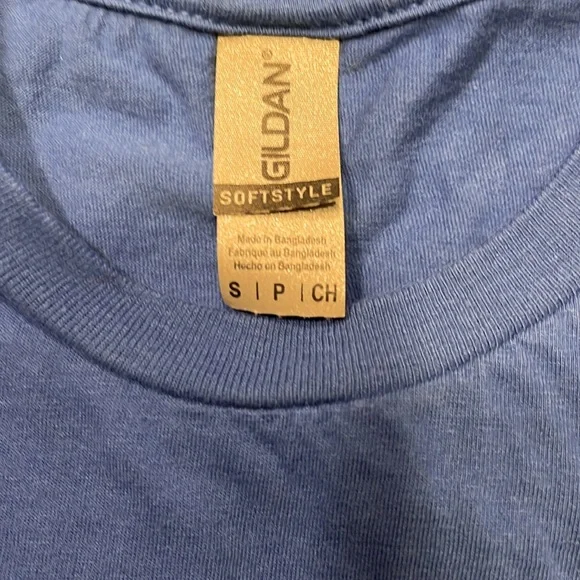 GILDAN®
SOFTSTYLE
Made in Bangladesh
Fabriqué au Bangladesh
Hecho en Bangladesh
S | P | CH